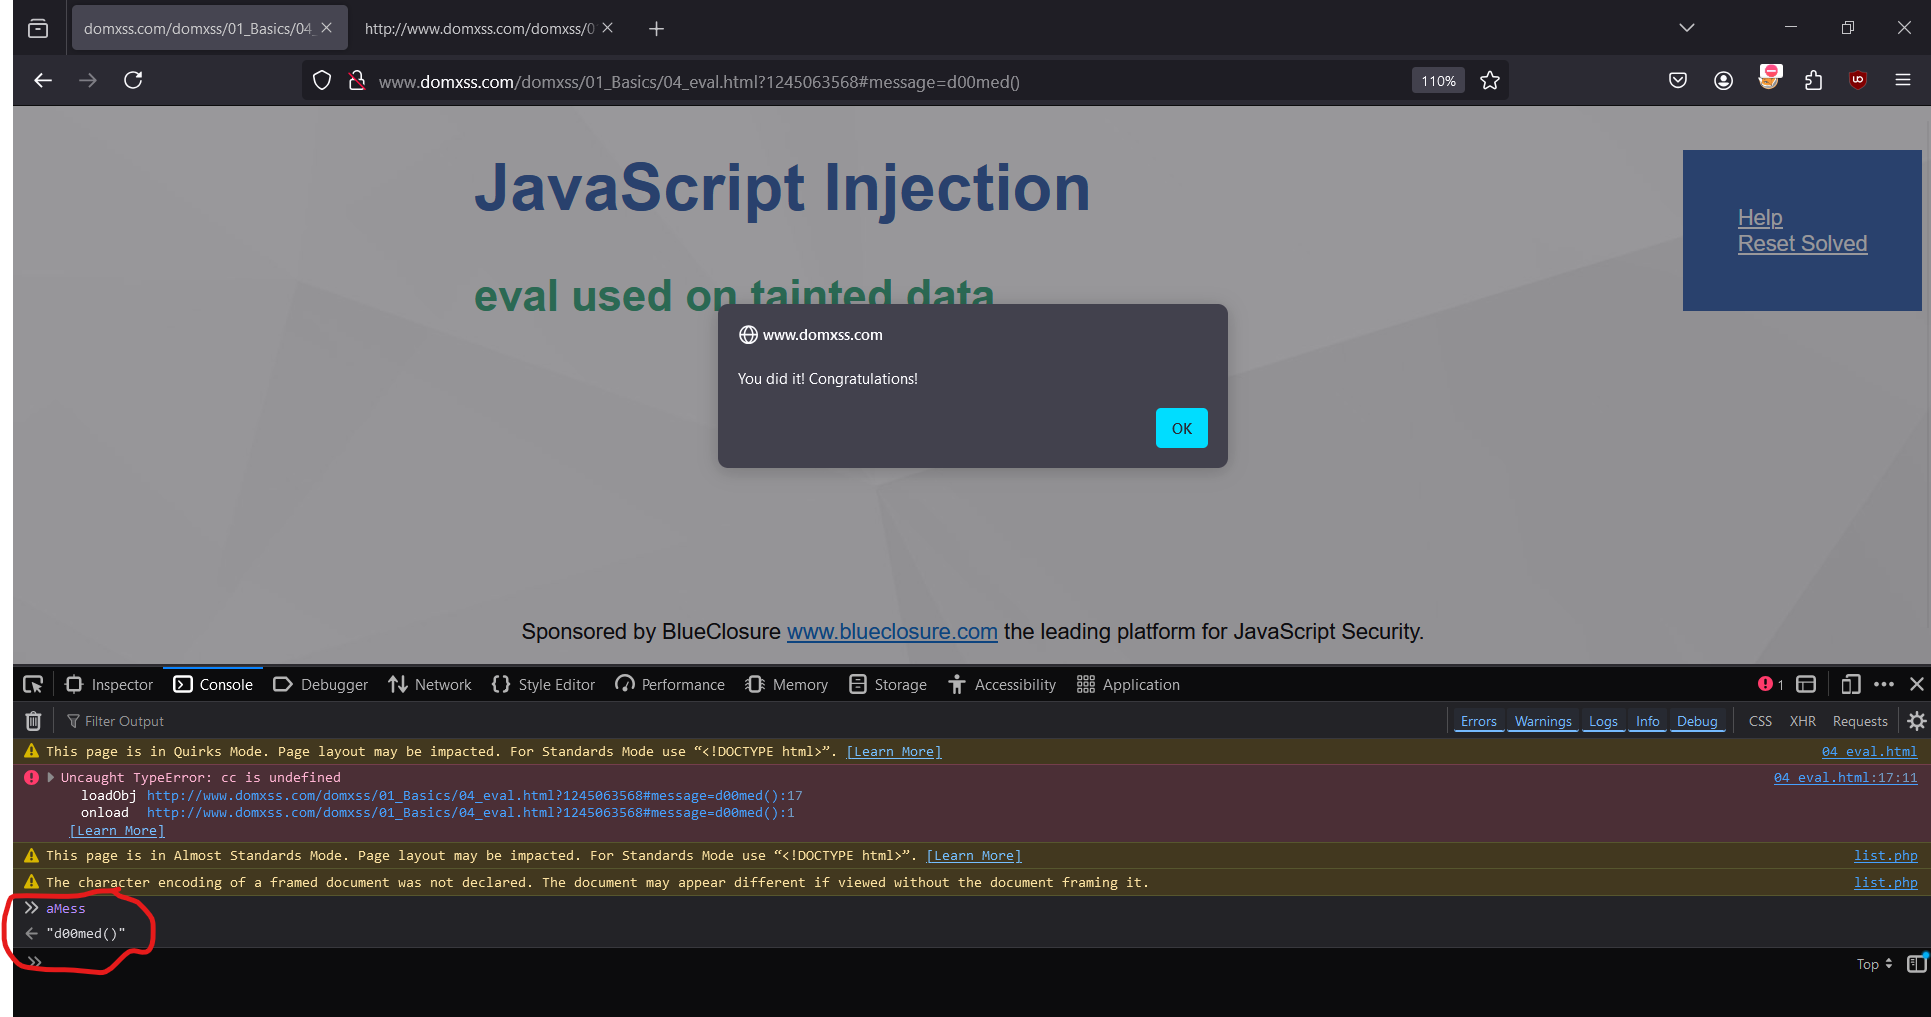 domxss.com/domxss/01_Basics/04_
http://www.domxss.com/domxss/0
www.domxss.com/domxss/01_Basics/04_eval.html?1245063568#message=d00med()
110%
JavaScript Injection
Help
Reset Solved
eval used on tainted data
www.domxss.com
You did it! Congratulations!
OK
Sponsored by BlueClosure www.blueclosure.com the leading platform for JavaScript Security.
Inspector Console Debugger Network Style Editor Performance Memory Storage Accessibility Application 1
Filter Output Errors Warnings Logs Info Debug CSS XHR Requests
This page is in Quirks Mode. Page layout may be impacted. For Standards Mode use “<!DOCTYPE html>”. [Learn More] 04_eval.html
Uncaught TypeError: cc is undefined 04_eval.html:17:11
loadObj http://www.domxss.com/domxss/01_Basics/04_eval.html?1245063568#message=d00med():17
onload http://www.domxss.com/domxss/01_Basics/04_eval.html?1245063568#message=d00med():1
[Learn More]
This page is in Almost Standards Mode. Page layout may be impacted. For Standards Mode use “<!DOCTYPE html>”. [Learn More] list.php
The character encoding of a framed document was not declared. The document may appear different if viewed without the document framing it. list.php
» aMess
← "d00med()"
»
Top